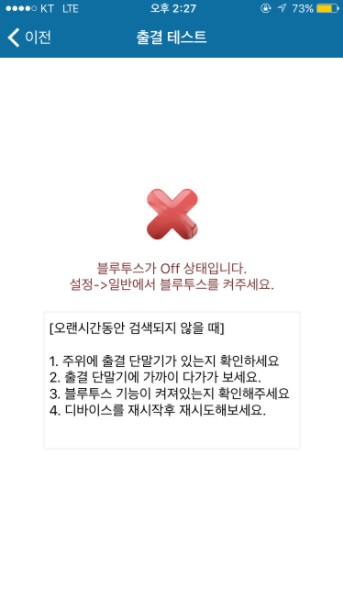 KT LTE 오후 2:27 73%
이전 출결 테스트
블루투스가 Off 상태입니다.
설정->일반에서 블루투스를 켜주세요.
[오랜시간동안 검색되지 않을 때]
1. 주위에 출결 단말기가 있는지 확인하세요
2. 출결 단말기에 가까이 다가가 보세요.
3. 블루투스 기능이 켜져있는지 확인해주세요
4. 디바이스를 재시작후 재시도해보세요.